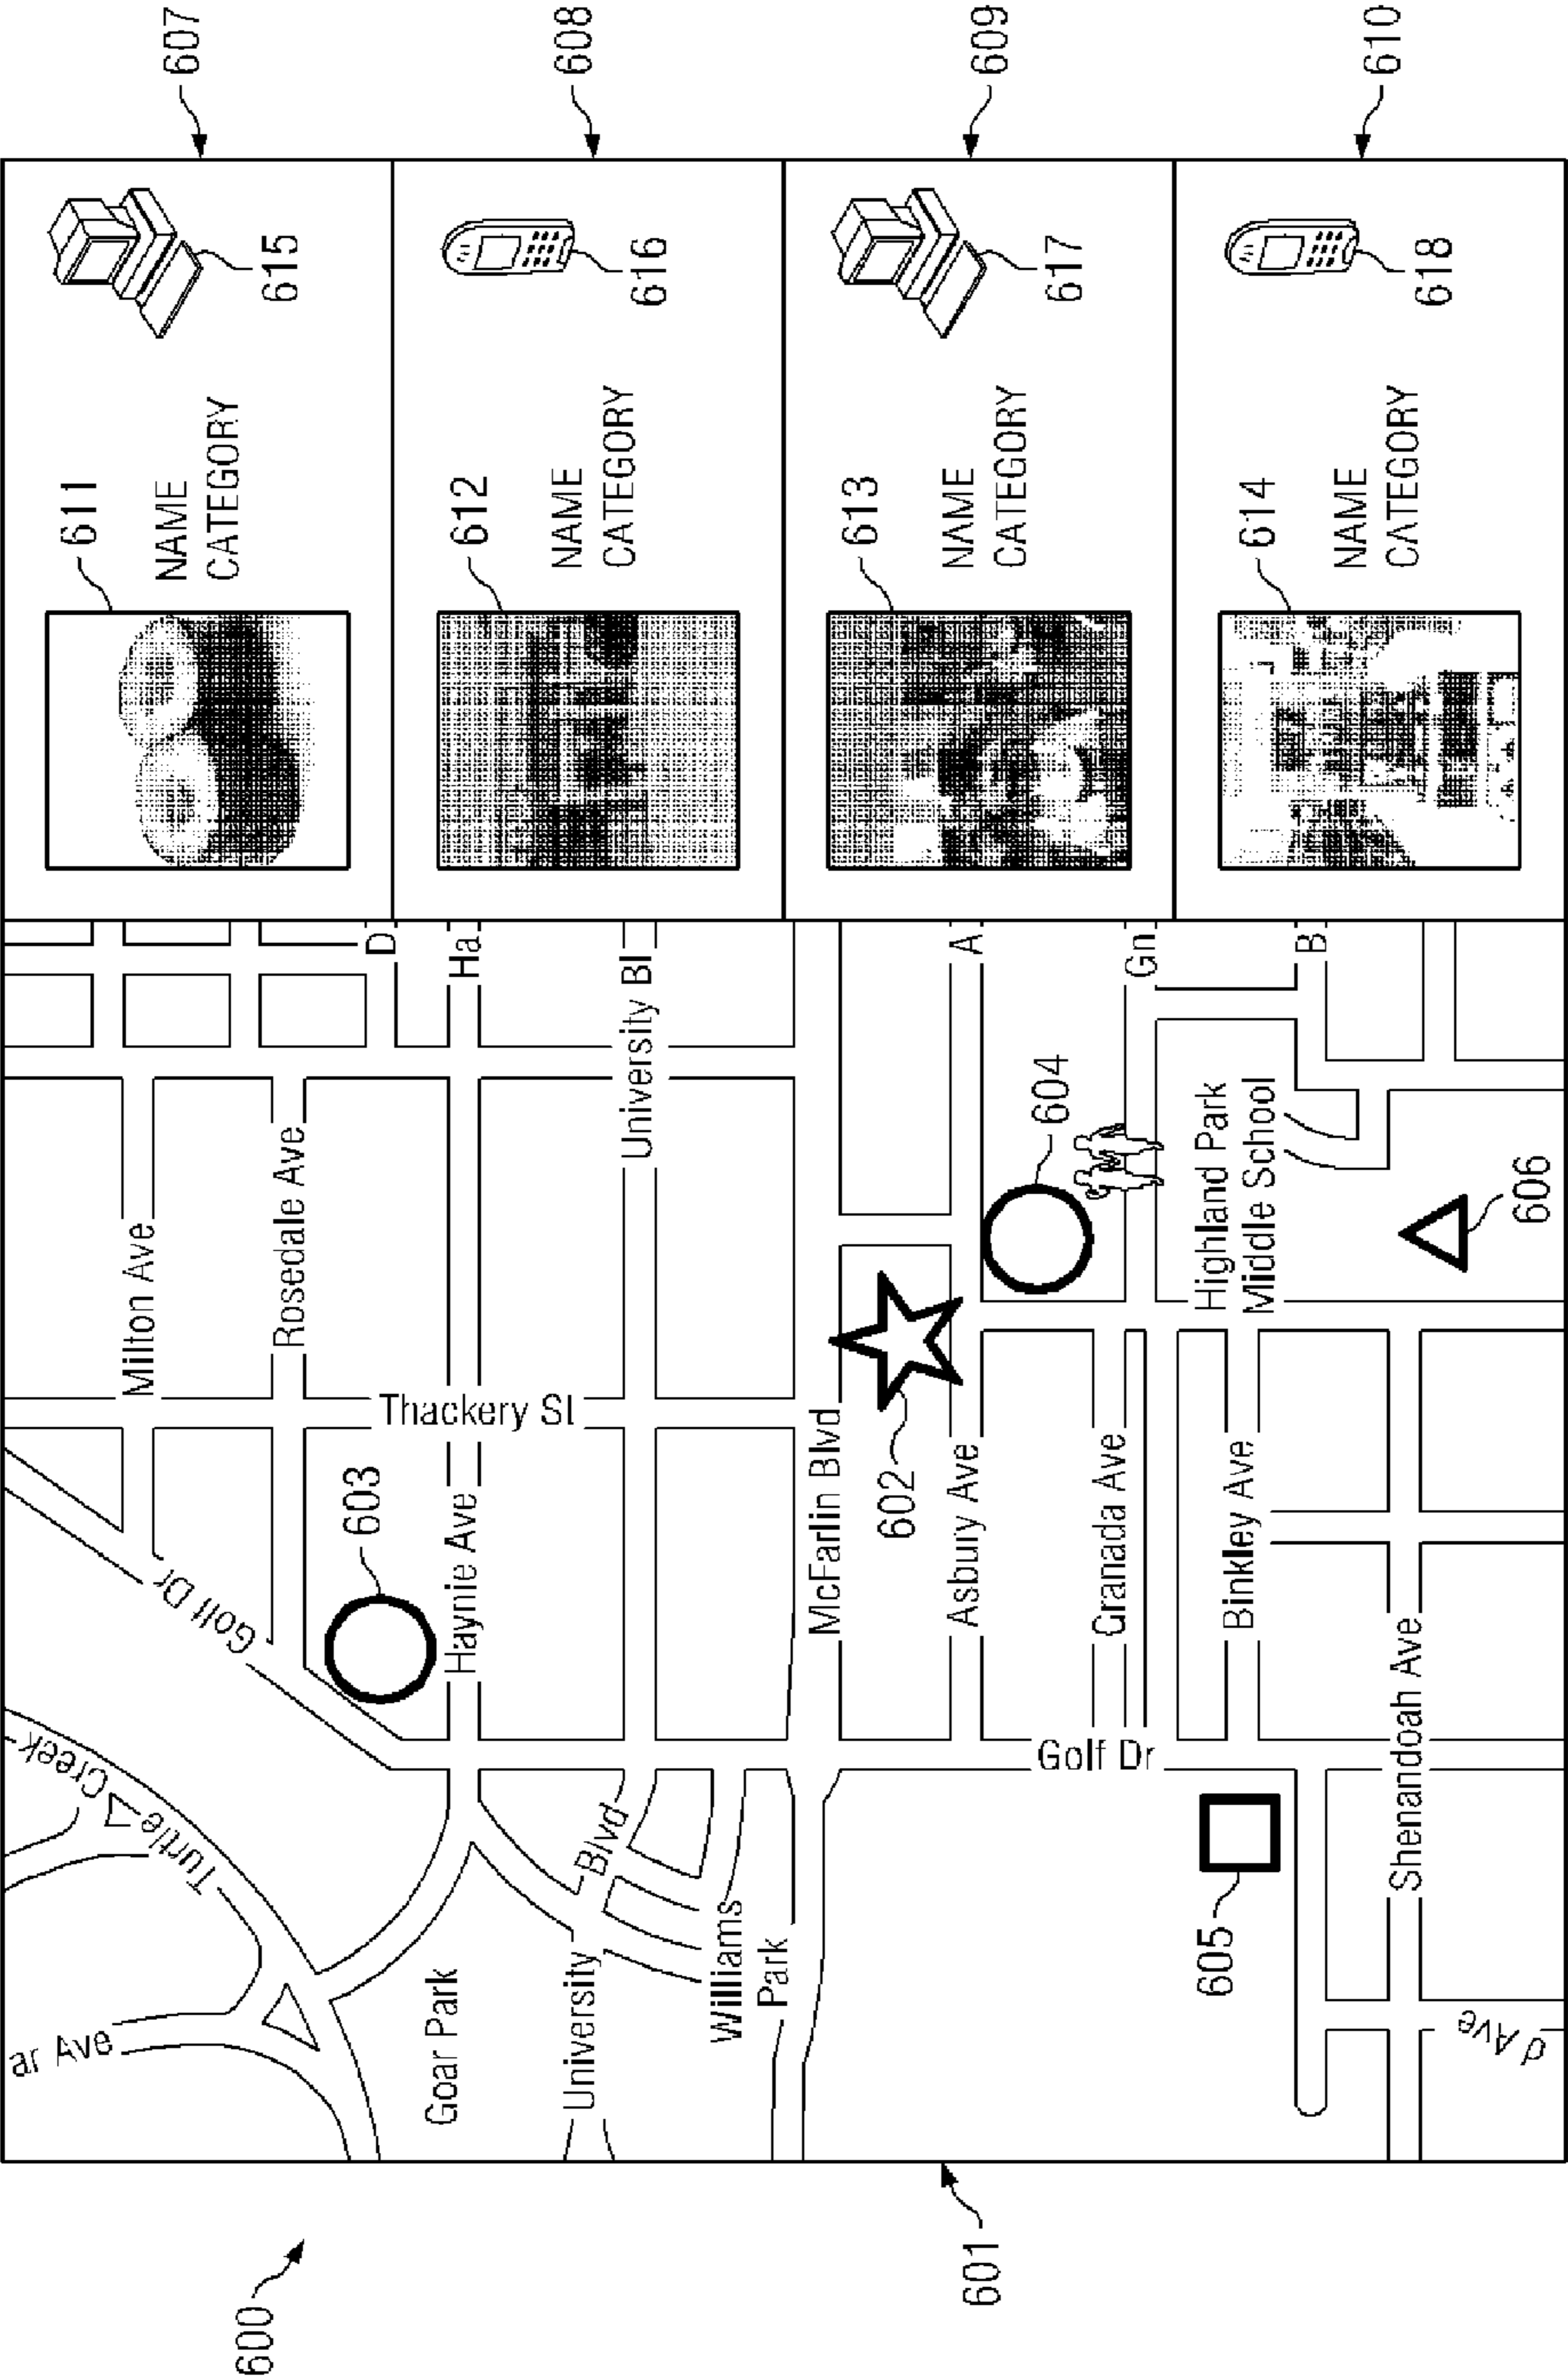 600
601
ar Ave
Turtle Creek
Golf Dr
Milton Ave
Rosedale Ave
603
Thackery St
D
Goar Park
Haynie Ave
Ha
University
Blvd
University Bl
Williams
Park
McFarlin Blvd
602
Asbury Ave
A
604
Golf Dr
Granada Ave
Gn
605
Binkley Ave
Highland Park
Middle School
B
Shenandoah Ave
d Ave
606
611
NAME
CATEGORY
615
607
612
NAME
CATEGORY
616
608
613
NAME
CATEGORY
617
609
614
NAME
CATEGORY
618
610